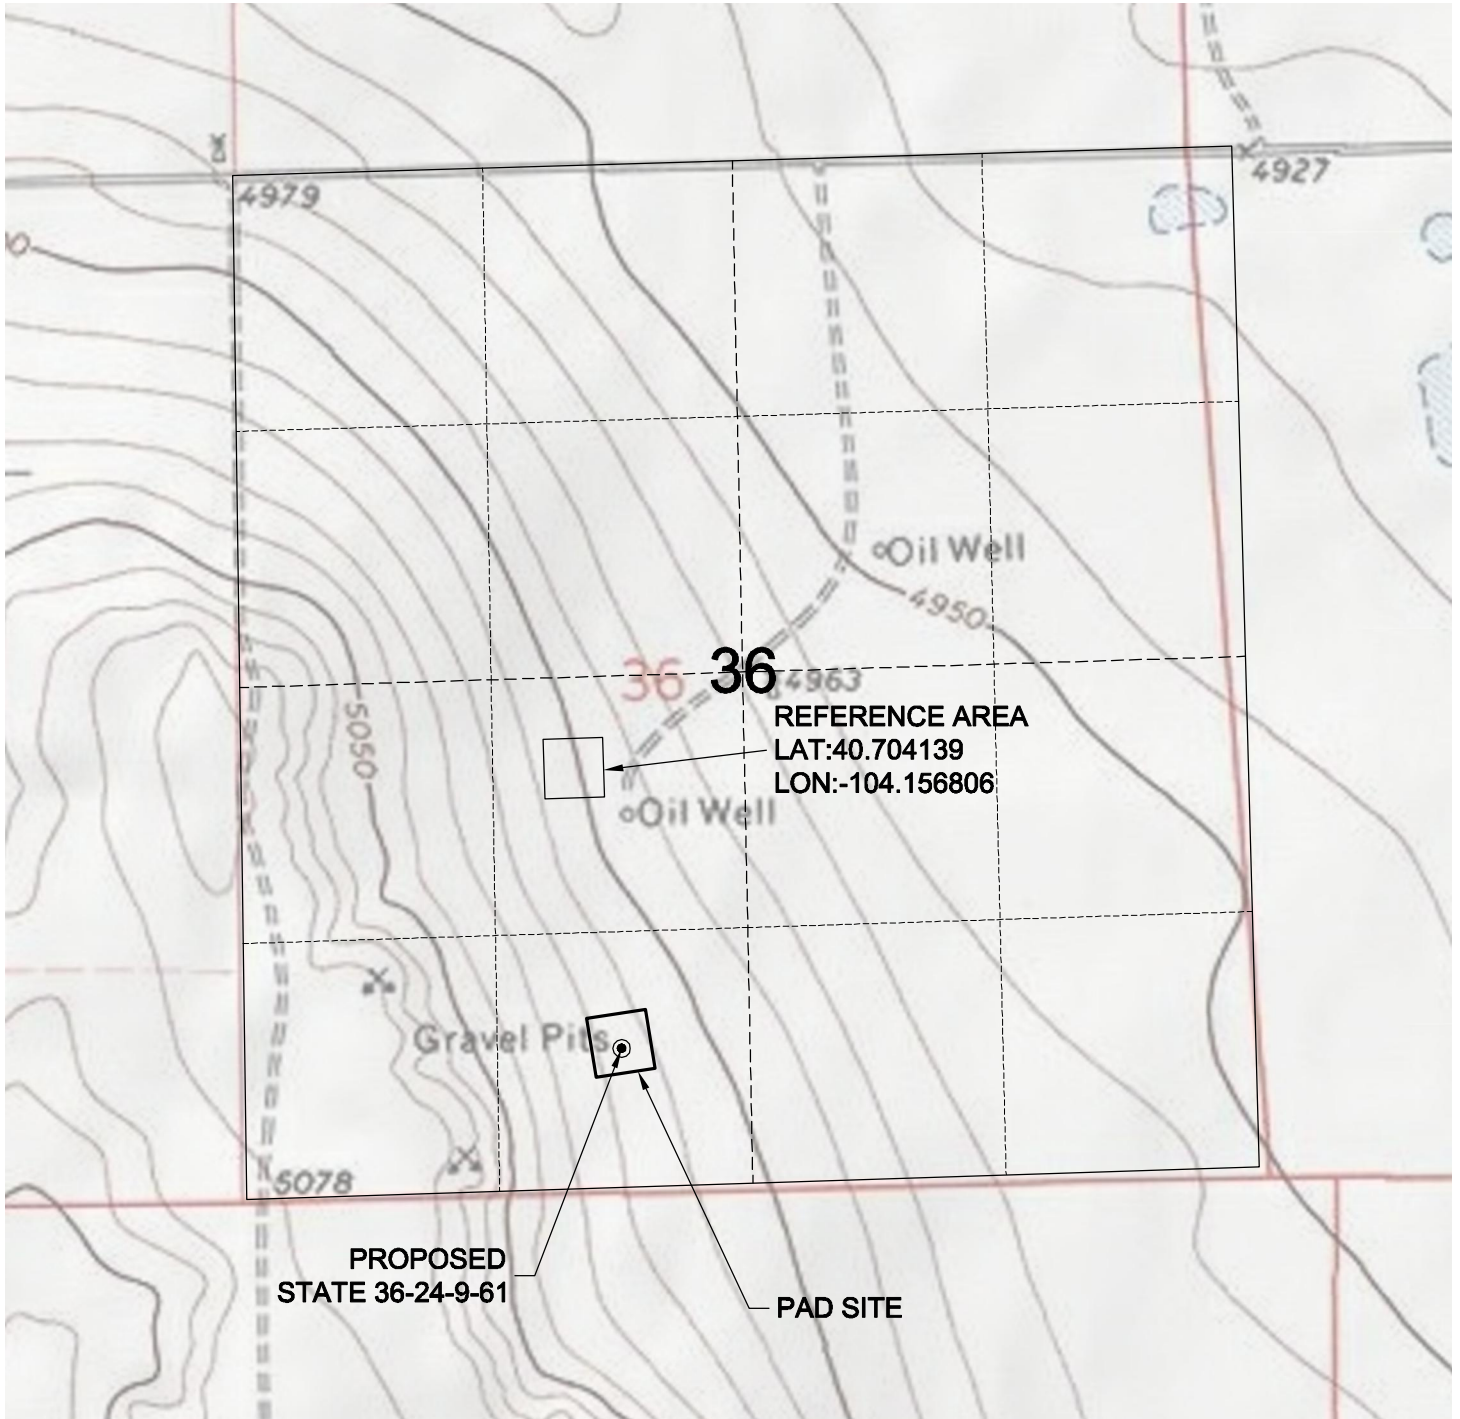 DK
4979
4927
Oil Well
4950
36
36
4963
REFERENCE AREA
LAT:40.704139
LON:-104.156806
5050
Oil Well
Gravel Pits
5078
PROPOSED
STATE 36-24-9-61
PAD SITE